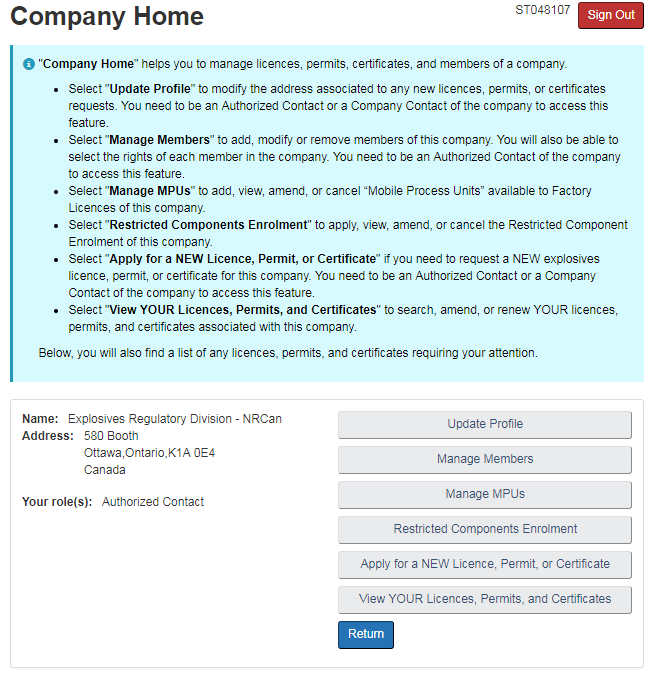 Company Home
ST048107
Sign Out
"Company Home" helps you to manage licences, permits, certificates, and members of a company.
• Select "Update Profile" to modify the address associated to any new licences, permits, or certificates
requests. You need to be an Authorized Contact or a Company Contact of the company to access this
feature.
• Select "Manage Members" to add, modify or remove members of this company. You will also be able to
select the rights of each member in the company. You need to be an Authorized Contact of the company
to access this feature.
• Select "Manage MPUs" to add, view, amend, or cancel “Mobile Process Units” available to Factory
Licences of this company.
• Select "Restricted Components Enrolment" to apply, view, amend, or cancel the Restricted Component
Enrolment of this company.
• Select "Apply for a NEW Licence, Permit, or Certificate" if you need to request a NEW explosives
licence, permit, or certificate for this company. You need to be an Authorized Contact or a Company
Contact of the company to access this feature.
• Select "View YOUR Licences, Permits, and Certificates" to search, amend, or renew YOUR licences,
permits, and certificates associated with this company.
Below, you will also find a list of any licences, permits, and certificates requiring your attention.
Name: Explosives Regulatory Division - NRCan
Address: 580 Booth
Ottawa,Ontario,K1A 0E4
Canada
Your role(s): Authorized Contact
Update Profile
Manage Members
Manage MPUs
Restricted Components Enrolment
Apply for a NEW Licence, Permit, or Certificate
View YOUR Licences, Permits, and Certificates
Return